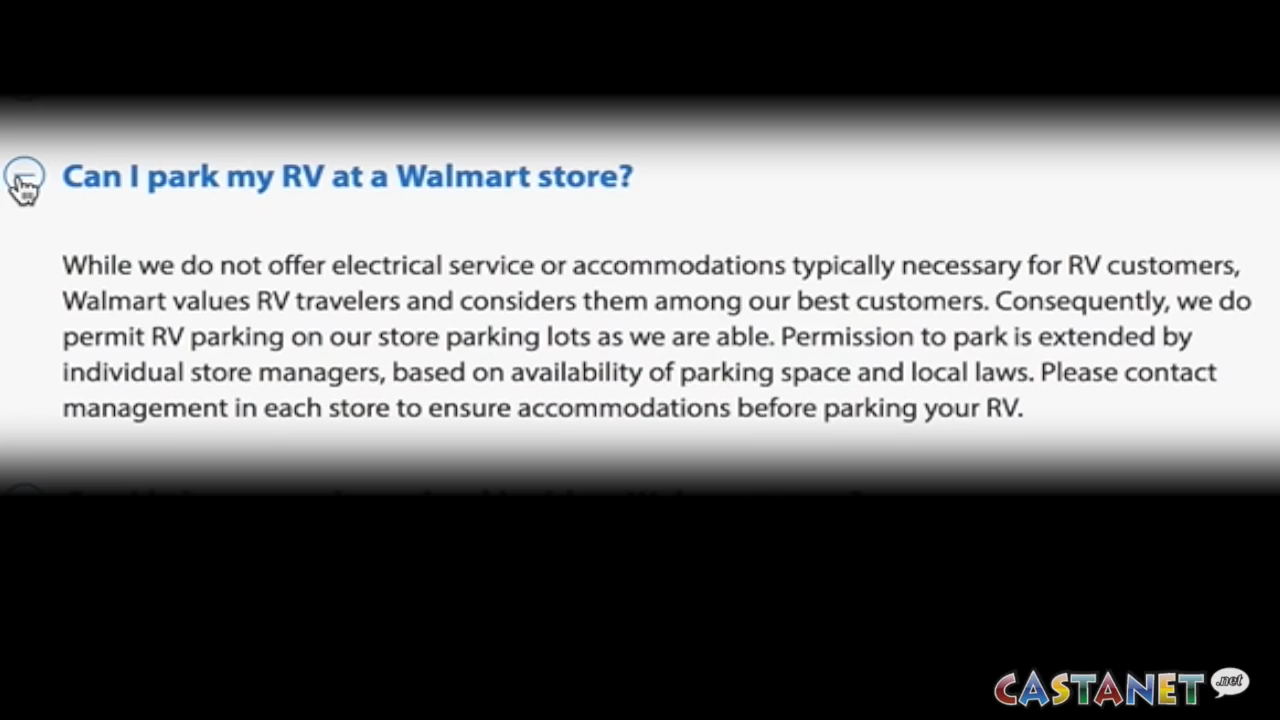 Can I park my RV at a Walmart store?
While we do not offer electrical service or accommodations typically necessary for RV customers,
Walmart values RV travelers and considers them among our best customers. Consequently, we do
permit RV parking on our store parking lots as we are able. Permission to park is extended by
individual store managers, based on availability of parking space and local laws. Please contact
management in each store to ensure accommodations before parking your RV.
CASTANET.net